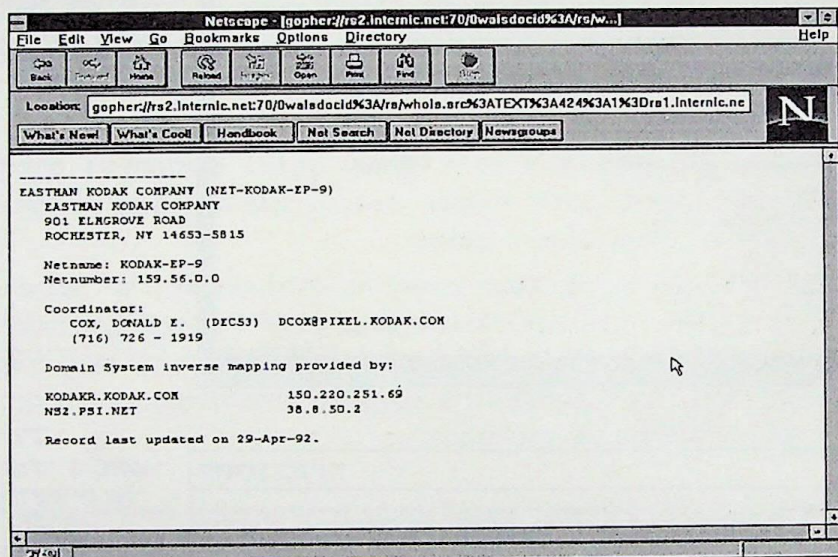 Netscape - [gopher://rs2.internic.net:70/0waisdocid%3A/rs/w...]
File Edit View Go Bookmarks Options Directory Help
Back Forward Home Reload Images Open Print Find
Location: gopher://rs2.internic.net:70/0waisdocid%3A/rs/whois.src%3ATEXT%3A424%3A1%3Drs1.internic.ne
N
What's New! What's Cool! Handbook Net Search Net Directory Newsgroups
--------------------
EASTMAN KODAK COMPANY (NET-KODAK-EP-9)
EASTMAN KODAK COMPANY
901 ELMGROVE ROAD
ROCHESTER, NY 14653-5815
Netname: KODAK-EP-9
Netnumber: 159.56.0.0
Coordinator:
COX, DONALD E. (DEC53) DCOX@PIXEL.KODAK.COM
(716) 726 - 1919
Domain System inverse mapping provided by:
KODAKR.KODAK.COM 150.220.251.69
NS2.PSI.NET 38.8.50.2
Record last updated on 29-Apr-92.